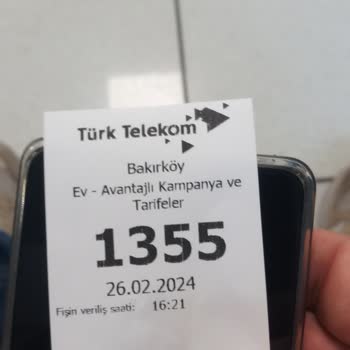 Türk Telekom
Bakırköy
Ev - Avantajlı Kampanya ve
Tarifeler
1355
26.02.2024
Fişin veriliş saati: 16:21